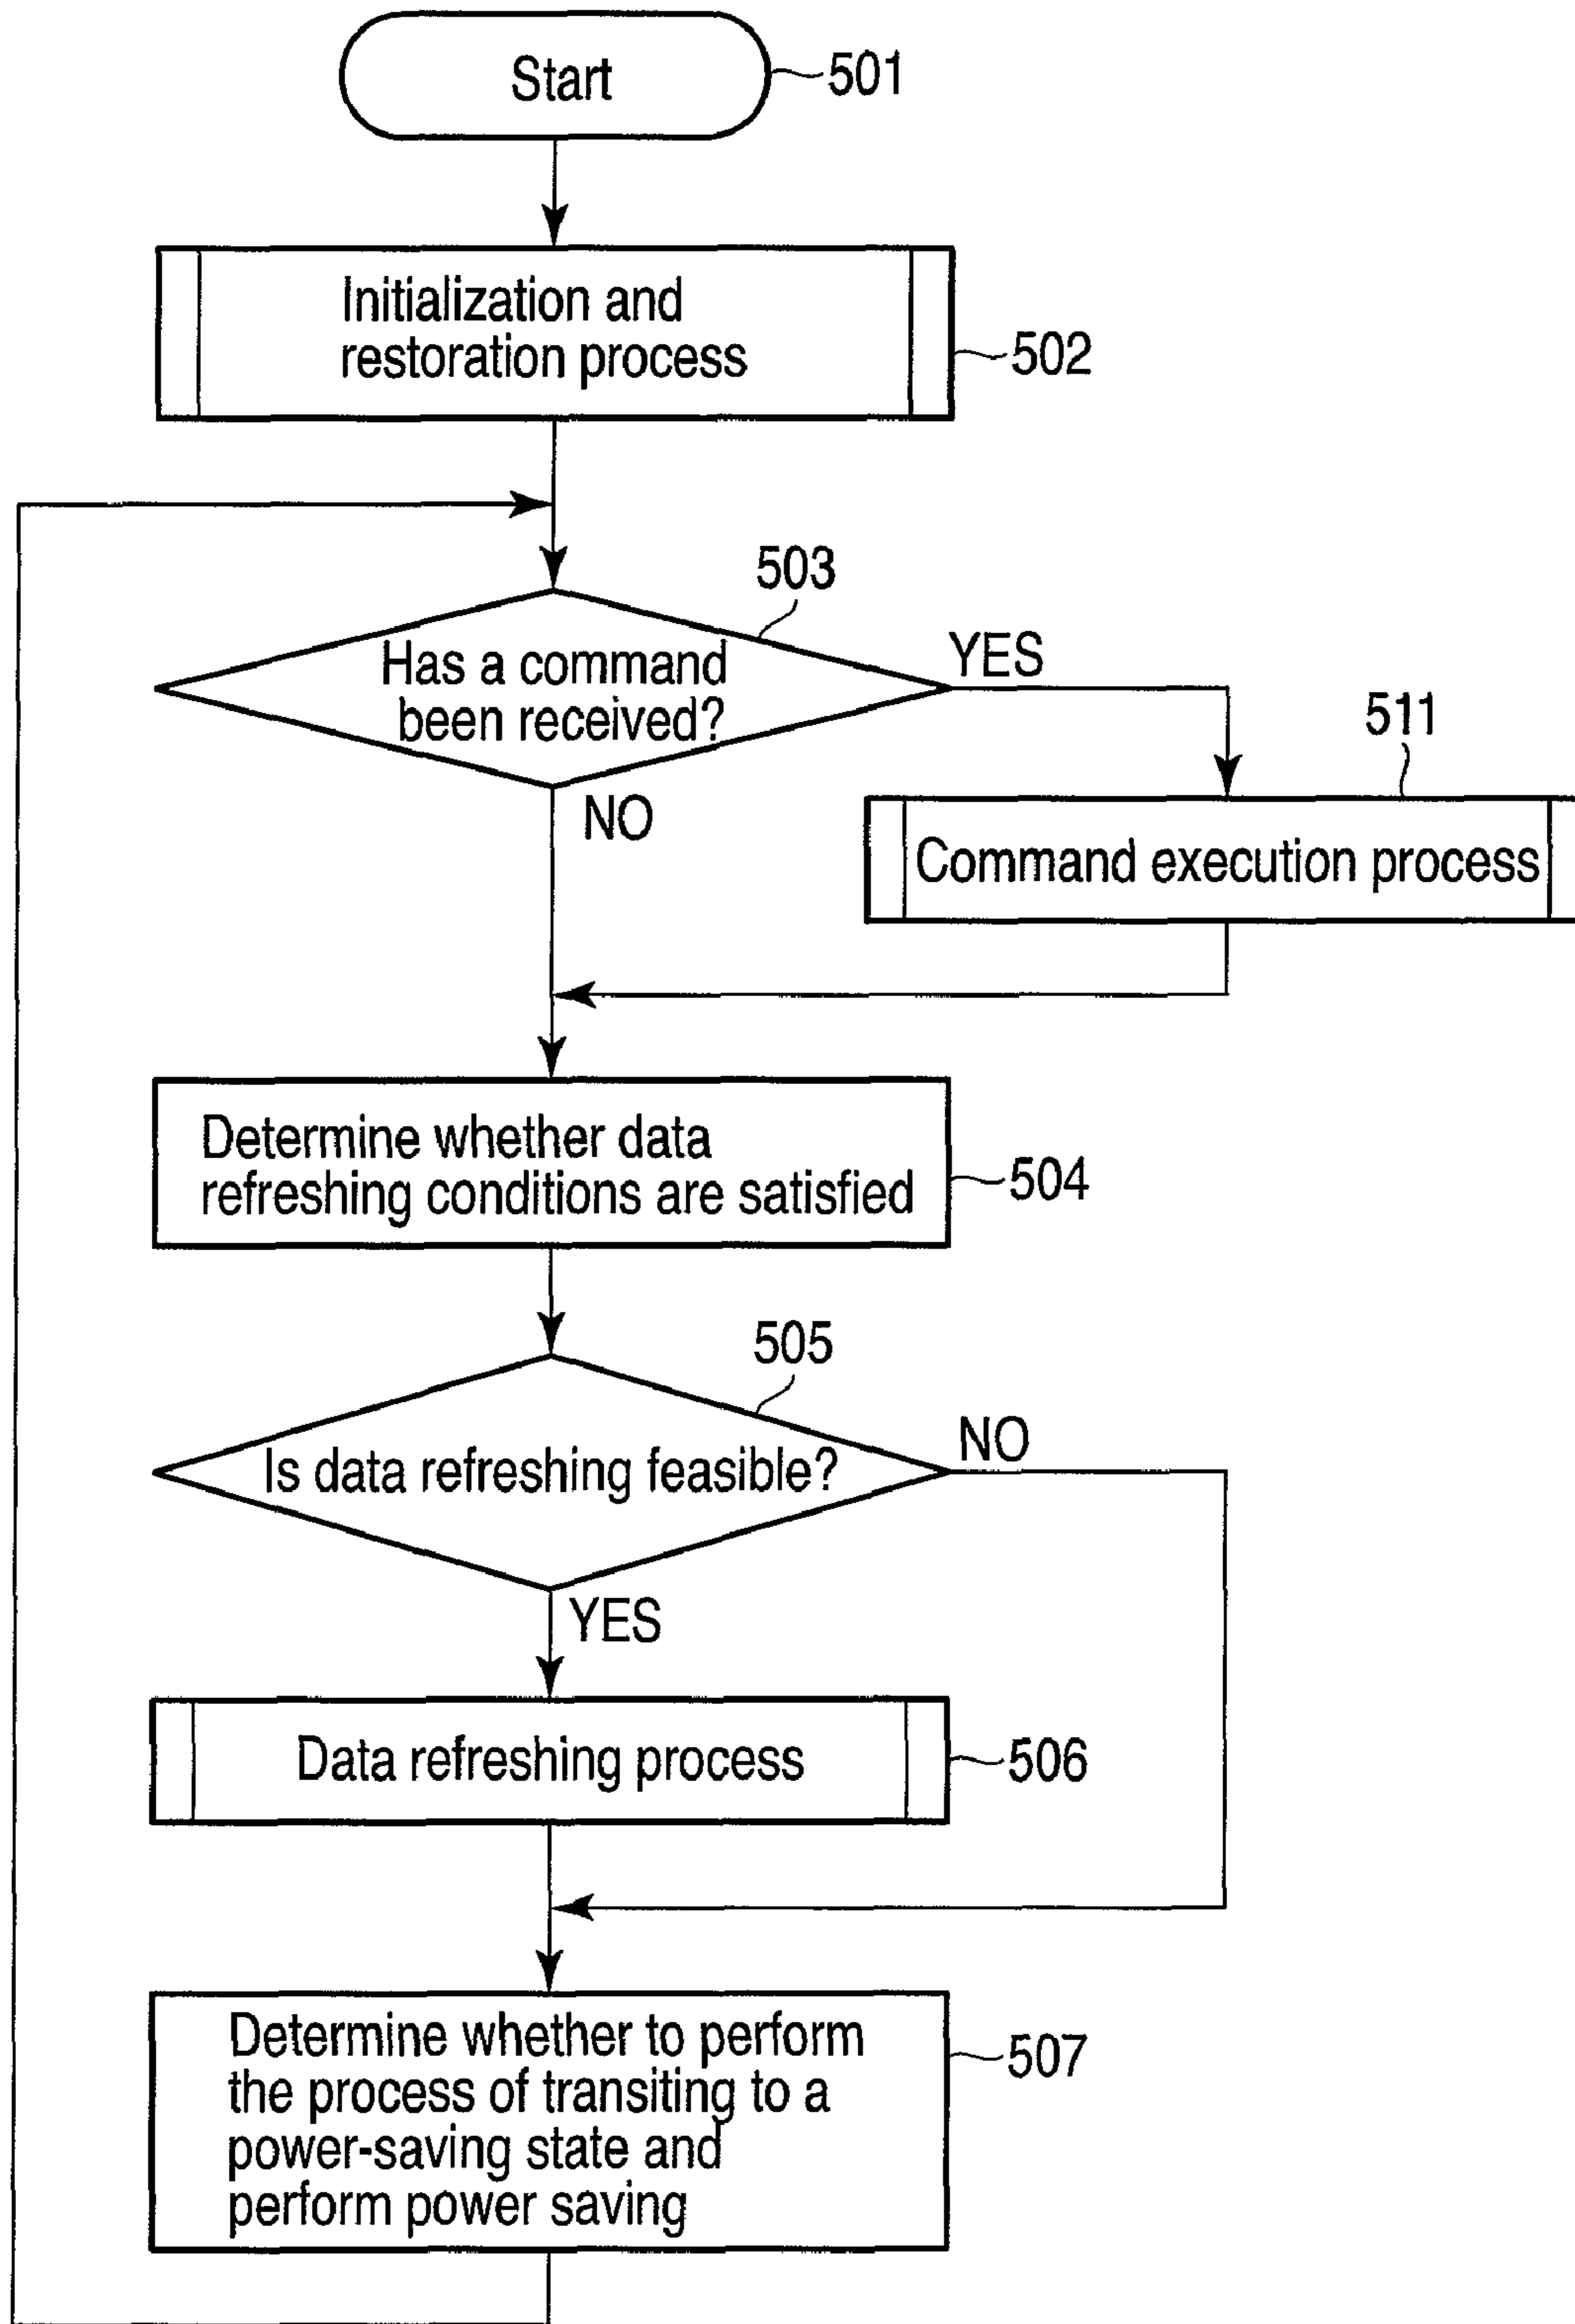 Start
501
Initialization and
restoration process
502
503
Has a command
been received?
YES
NO
511
Command execution process
Determine whether data
refreshing conditions are satisfied
504
505
Is data refreshing feasible?
NO
YES
Data refreshing process
506
Determine whether to perform
the process of transiting to a
power-saving state and
perform power saving
507